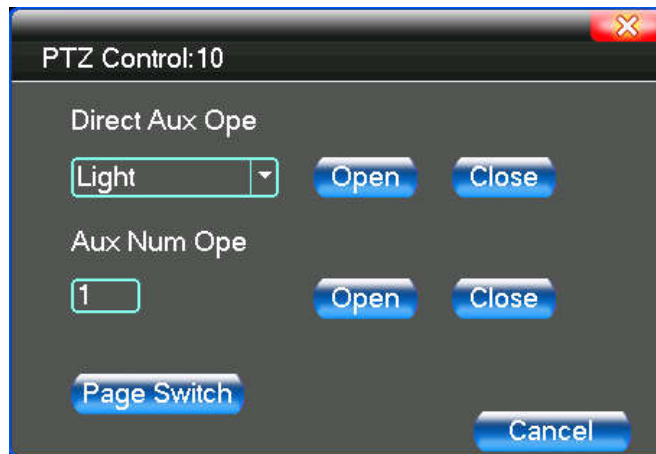 PTZ Control:10
Direct Aux Ope
Light Open Close
Aux Num Ope
1 Open Close
Page Switch
Cancel